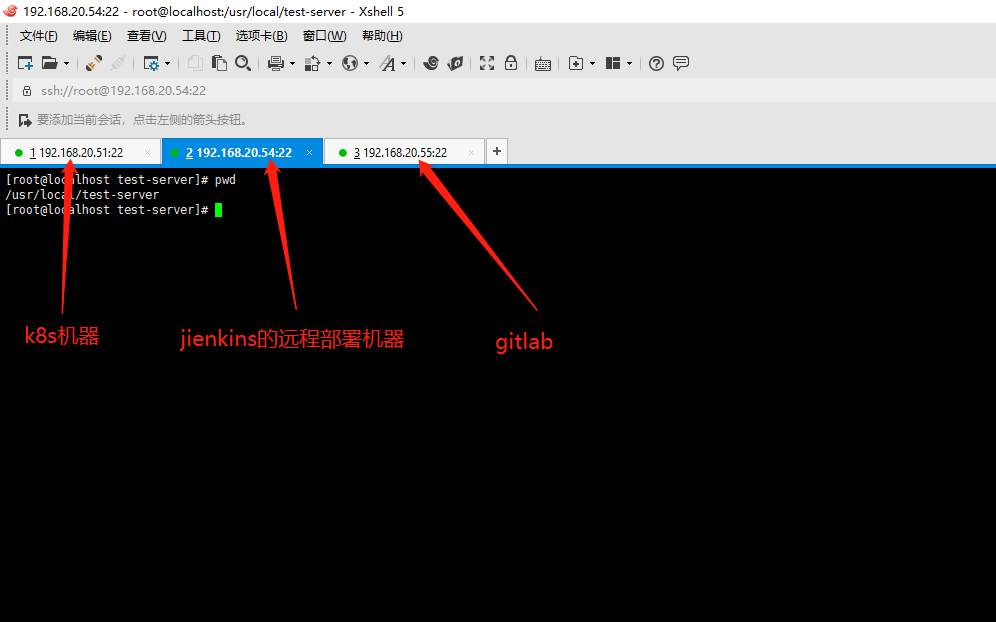 192.168.20.54:22 - root@localhost:/usr/local/test-server - Xshell 5
文件(F) 编辑(E) 查看(V) 工具(T) 选项卡(B) 窗口(W) 帮助(H)
ssh://root@192.168.20.54:22
要添加当前会话，点击左侧的箭头按钮。
1 192.168.20.51:22 × 2 192.168.20.54:22 × 3 192.168.20.55:22 × +
[root@localhost test-server]# pwd
/usr/local/test-server
[root@localhost test-server]#
k8s机器 jienkins的远程部署机器 gitlab